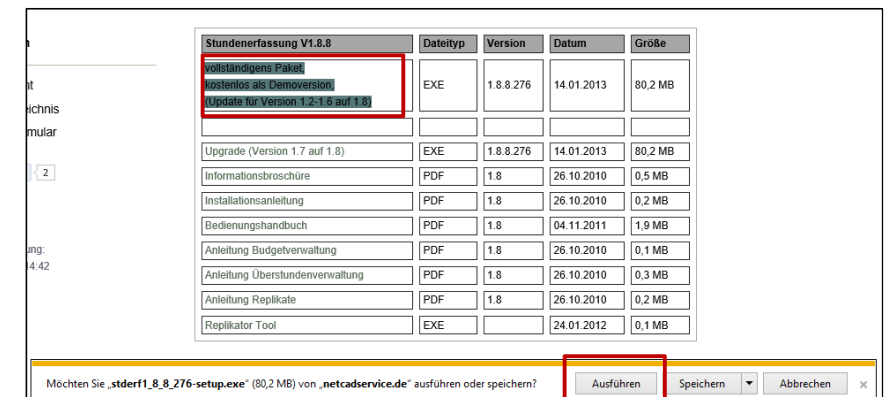 Stundenerfassung V1.8.8 Dateityp Version Datum Größe
vollständigens Paket,
kostenlos als Demoversion,
(Update für Version 1.2-1.6 auf 1.8)
EXE 1.8.8.276 14.01.2013 80,2 MB
Upgrade (Version 1.7 auf 1.8) EXE 1.8.8.276 14.01.2013 80,2 MB
Informationsbroschüre PDF 1.8 26.10.2010 0,5 MB
Installationsanleitung PDF 1.8 26.10.2010 0,2 MB
Bedienungshandbuch PDF 1.8 04.11.2011 1,9 MB
Anleitung Budgetverwaltung PDF 1.8 26.10.2010 0,1 MB
Anleitung Überstundenverwaltung PDF 1.8 26.10.2010 0,3 MB
Anleitung Replikate PDF 1.8 26.10.2010 0,2 MB
Replikator Tool EXE 24.01.2012 0,1 MB
eichnis
mular
2
ung:
4:42
Möchten Sie „stderf1_8_8_276-setup.exe" (80,2 MB) von „netcadservice.de" ausführen oder speichern? Ausführen Speichern Abbrechen ×